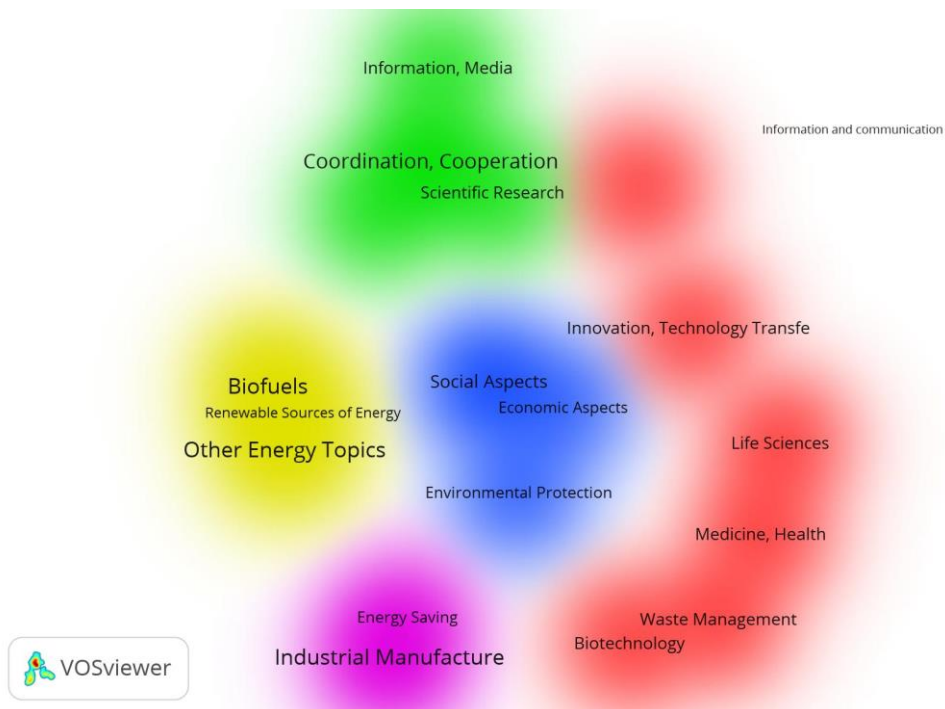 Information, Media
Information and communication
Coordination, Cooperation
Scientific Research
Innovation, Technology Transfe
Social Aspects
Biofuels
Economic Aspects
Renewable Sources of Energy
Life Sciences
Other Energy Topics
Environmental Protection
Medicine, Health
Energy Saving
Waste Management
Biotechnology
Industrial Manufacture
VOSviewer